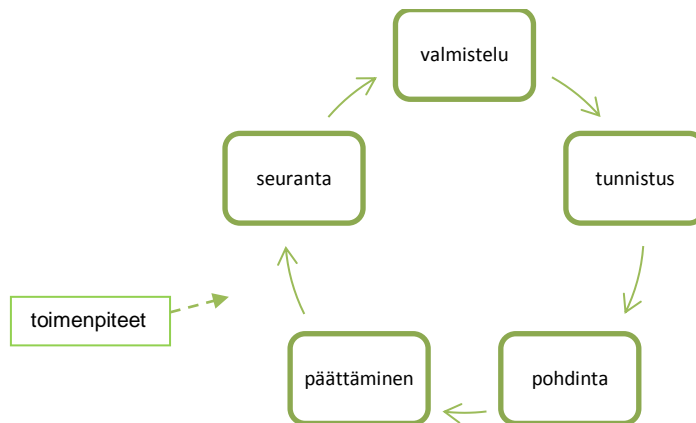 valmistelu
tunnistus
pohdinta
päättäminen
seuranta
toimenpiteet